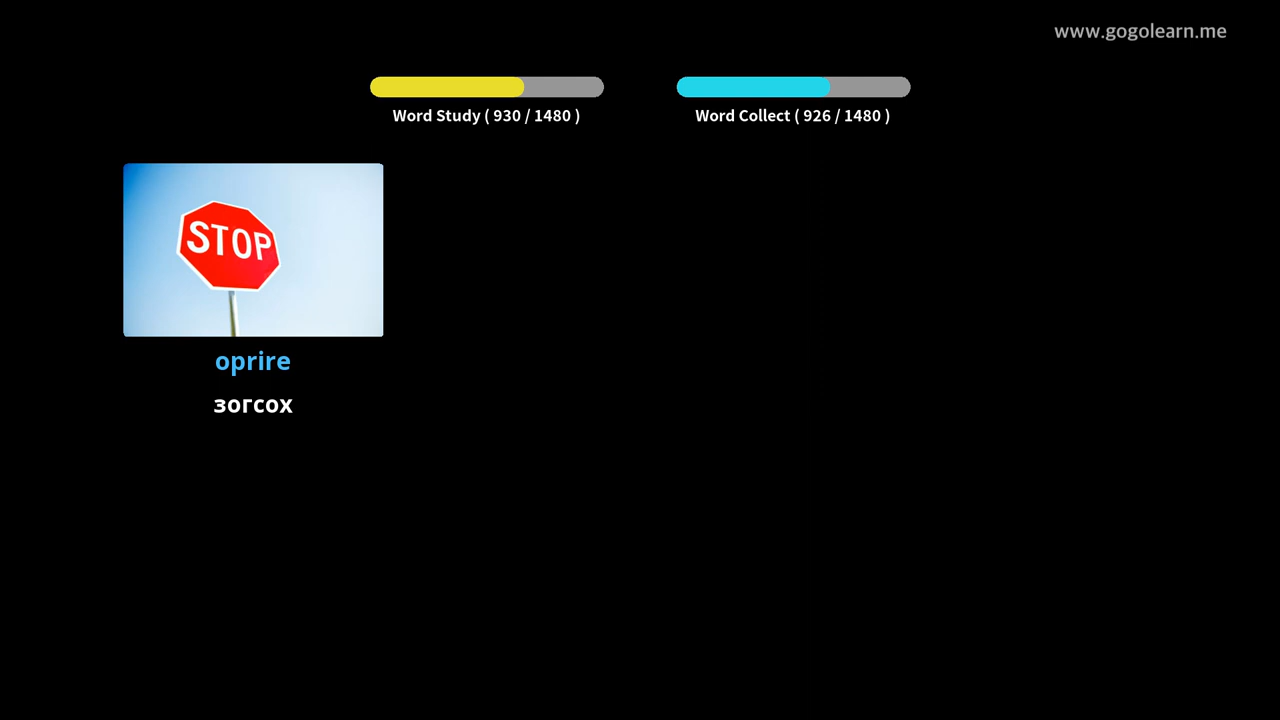 www.gogolearn.me
Word Study ( 930 / 1480 )
Word Collect ( 926 / 1480 )
STOP
oprire
зогсох